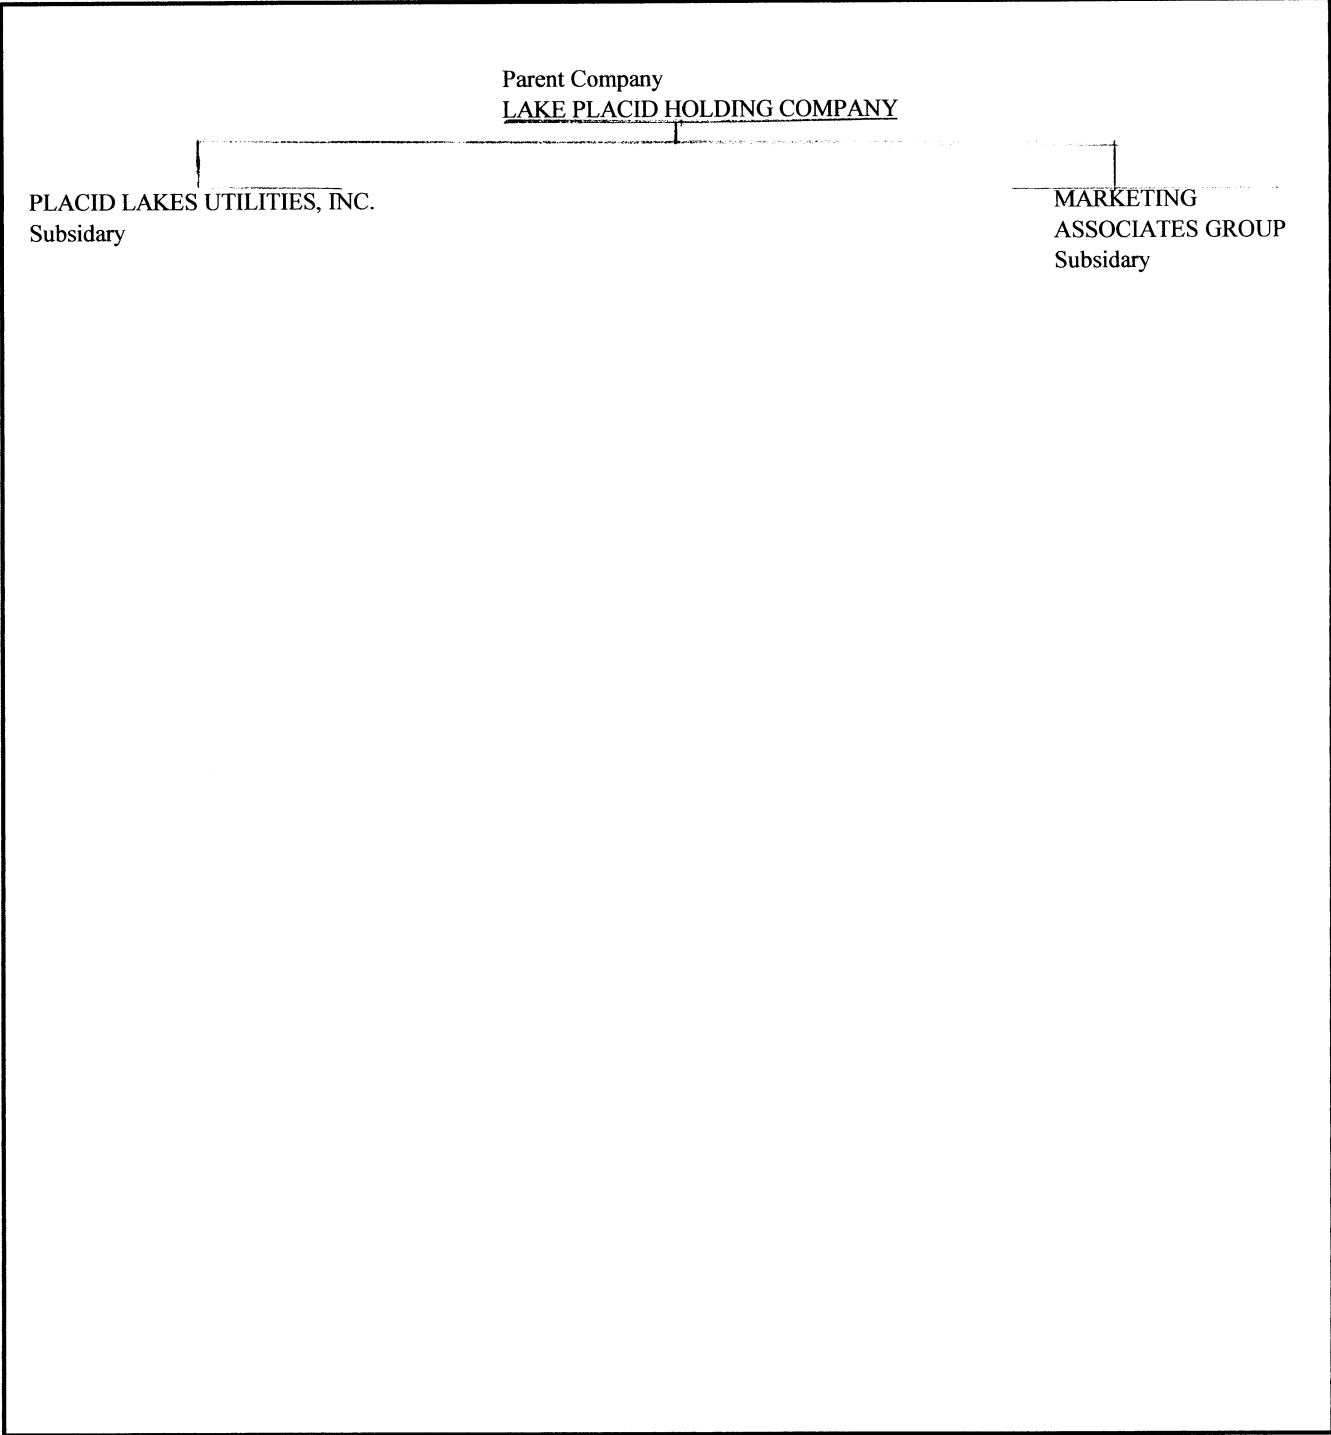 Parent Company
LAKE PLACID HOLDING COMPANY
PLACID LAKES UTILITIES, INC.
Subsidary
MARKETING
ASSOCIATES GROUP
Subsidary